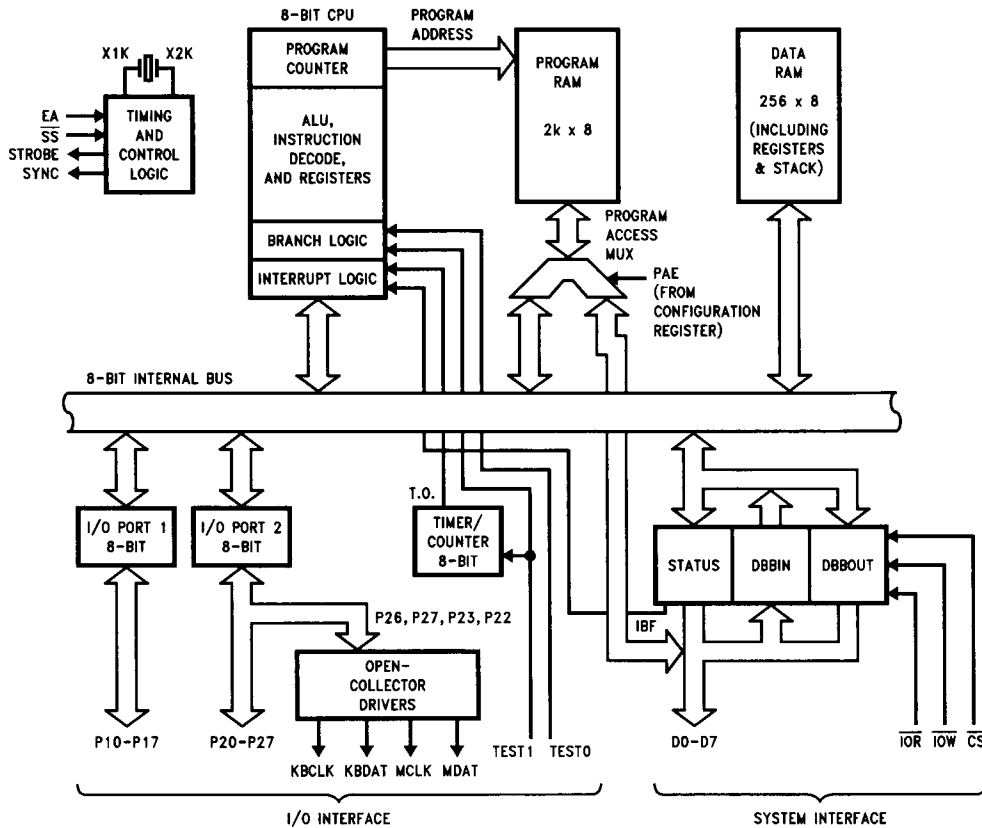 8-BIT CPU
PROGRAM
ADDRESS
X1K
X2K
EA
SS
STROBE
SYNC
TIMING
AND
CONTROL
LOGIC
PROGRAM
COUNTER
ALU,
INSTRUCTION
DECODE,
AND REGISTERS
BRANCH LOGIC
INTERRUPT LOGIC
PROGRAM
RAM
2k x 8
DATA
RAM
256 x 8
(INCLUDING
REGISTERS
& STACK)
PROGRAM
ACCESS
MUX
PAE
(FROM
CONFIGURATION
REGISTER)
8-BIT INTERNAL BUS
I/O PORT 1
8-BIT
I/O PORT 2
8-BIT
T.O.
TIMER/
COUNTER
8-BIT
STATUS
DBBIN
DBBOUT
IBF
P26, P27, P23, P22
OPEN-
COLLECTOR
DRIVERS
P10-P17
P20-P27
KBCLK
KBDAT
MCLK
MDAT
TEST1
TEST0
D0-D7
IOR
IOW
CS
I/O INTERFACE
SYSTEM INTERFACE